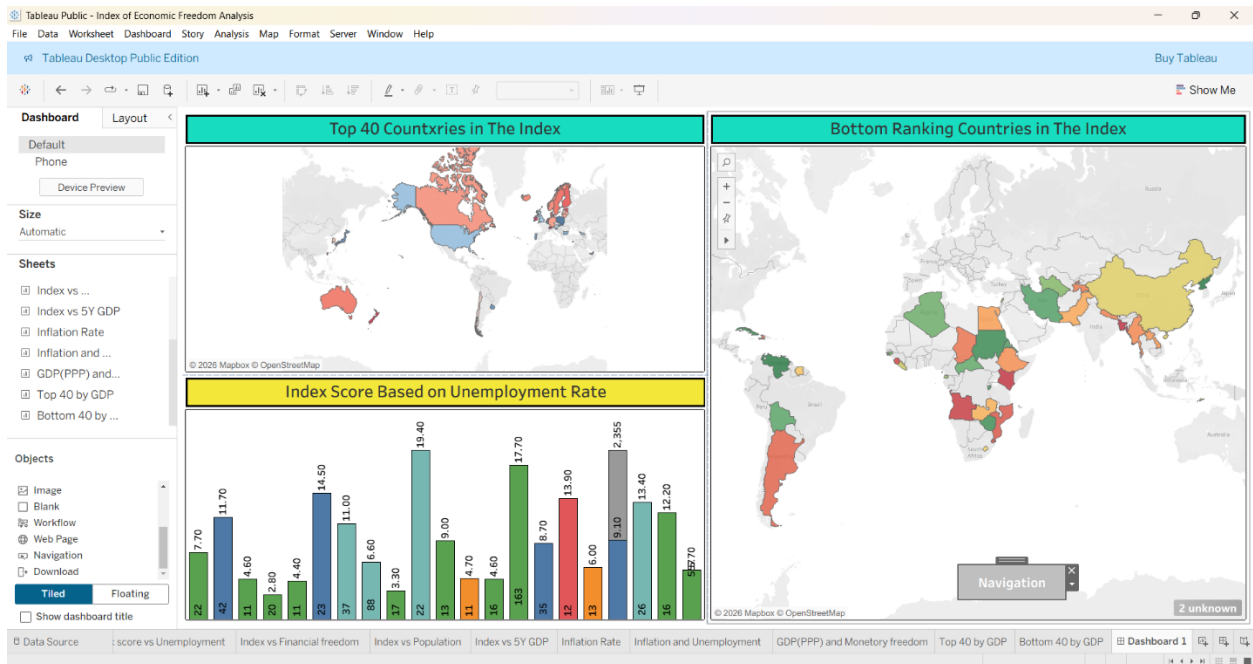 Tableau Public - Index of Economic Freedom Analysis
File Data Worksheet Dashboard Story Analysis Map Format Server Window Help
Tableau Desktop Public Edition
Buy Tableau
Show Me
Dashboard Layout
Default
Phone
Device Preview
Size
Automatic
Sheets
Index vs ...
Index vs 5Y GDP
Inflation Rate
Inflation and ...
GDP(PPP) and...
Top 40 by GDP
Bottom 40 by ...
Objects
Image
Blank
Workflow
Web Page
Navigation
Download
Tiled Floating
Show dashboard title
Top 40 Countxries in The Index
© 2026 Mapbox © OpenStreetMap
Index Score Based on Unemployment Rate
7.70 11.70 4.60 2.80 4.40 14.50 11.00 6.60 3.30 19.40 9.00 4.70 4.60 17.70 8.70 13.90 6.00 2,355 9.10 13.40 12.20
22 42 11 20 11 23 37 88 17 22 13 11 16 163 35 12 13 26 16
Bottom Ranking Countries in The Index
Russia
Spain
Turkey
Japan
India
Peru
Brazil
Australia
Navigation
© 2026 Mapbox © OpenStreetMap
2 unknown
Data Source
score vs Unemployment Index vs Financial freedom Index vs Population Index vs 5Y GDP Inflation Rate Inflation and Unemployment GDP(PPP) and Monetory freedom Top 40 by GDP Bottom 40 by GDP Dashboard 1